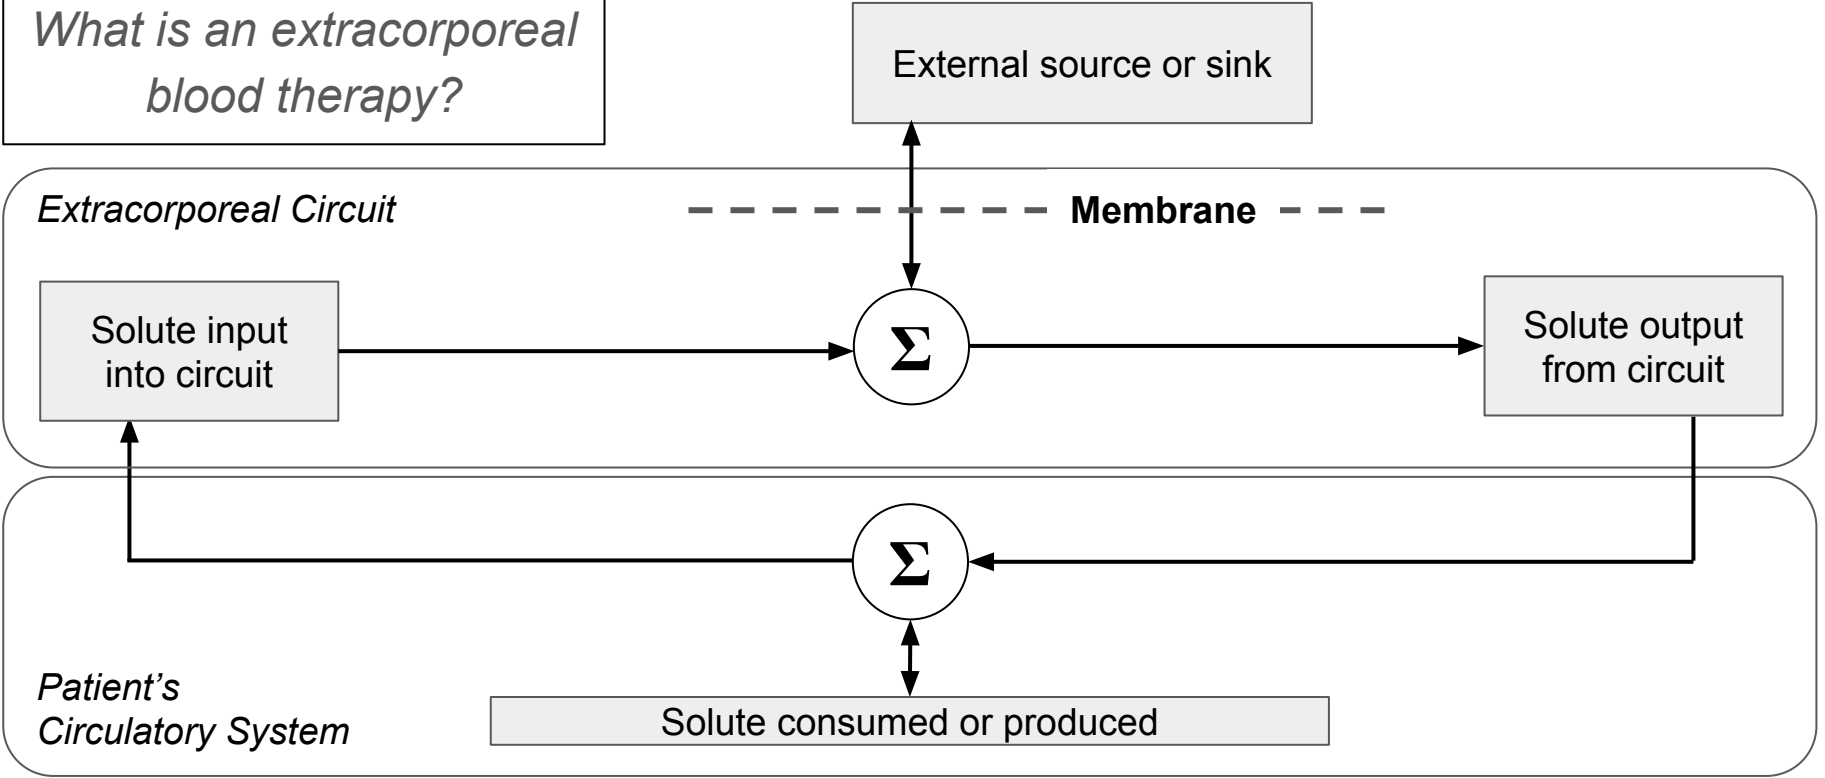 What is an extracorporeal
blood therapy?
External source or sink
Extracorporeal Circuit
Membrane
Solute input
into circuit
Σ
Solute output
from circuit
Σ
Patient’s
Circulatory System
Solute consumed or produced